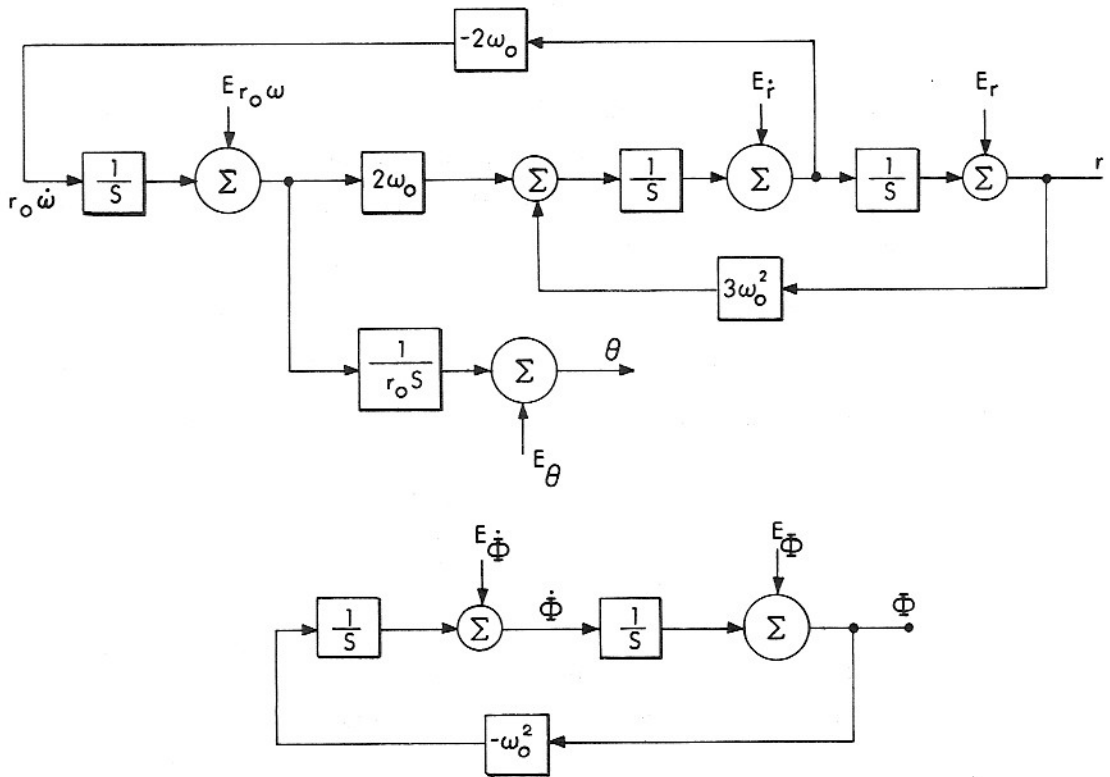 -2ω₀
E r₀ω
E ṙ
E r
1/S
Σ
2ω₀
Σ
1/S
Σ
1/S
Σ
r
r₀ω̇
3ω₀²
1/r₀S
Σ
θ
E θ
E Φ̇
E Φ
1/S
Σ
Φ̇
1/S
Σ
Φ
-ω₀²